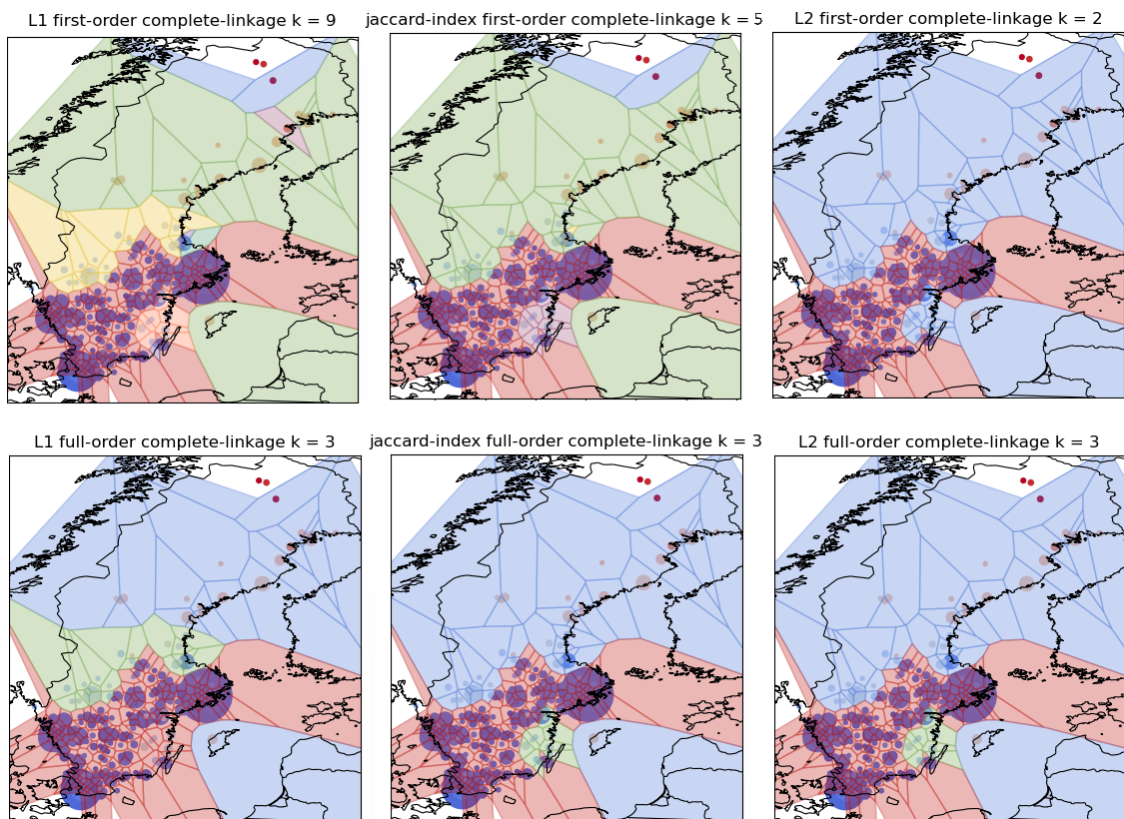 L1 first-order complete-linkage k = 9
jaccard-index first-order complete-linkage k = 5
L2 first-order complete-linkage k = 2
L1 full-order complete-linkage k = 3
jaccard-index full-order complete-linkage k = 3
L2 full-order complete-linkage k = 3